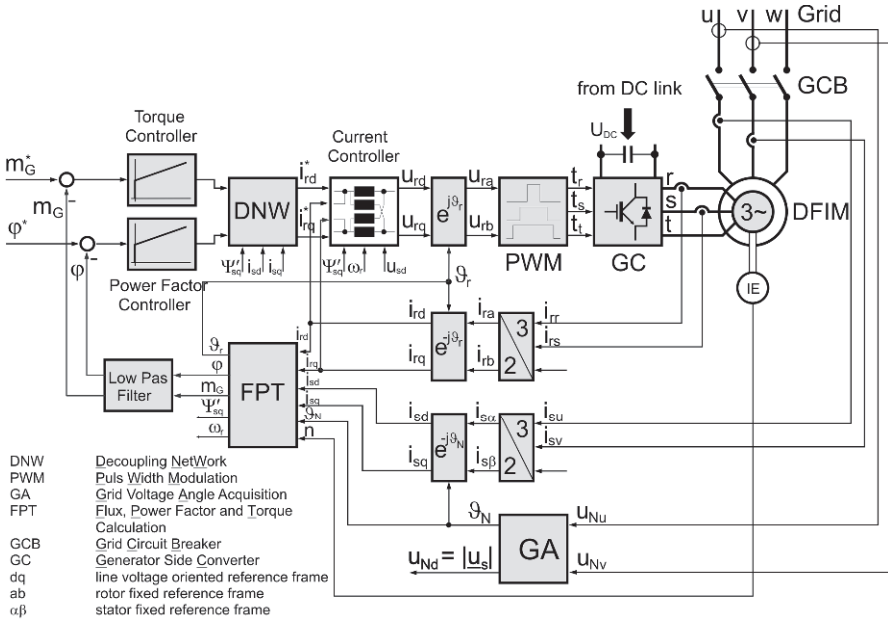 u v w Grid
GCB
from DC link
U_DC
Torque
Controller
Current
Controller
m*_G
m_G
φ*
φ
Power Factor
Controller
DNW
i*_rd
i*_rq
u_rd
u_rq
e^jϑr
u_ra
u_rb
PWM
t_r
t_s
t_t
GC
r
s
t
3~
DFIM
IE
Ψ'_sq i_sd i_sq
Ψ'_sq ω_r u_sd
ϑ_r
i_rd
i_rq
e^-jϑr
i_ra
i_rb
3
2
i_rr
i_rs
Low Pas
Filter
ϑ_r
φ
m_G
Ψ'_sq
ω_r
FPT
i_rd
i_rq
i_sd
i_sq
ϑ_N
n
i_sd
i_sq
e^-jϑN
i_sα
i_sβ
3
2
i_su
i_sv
ϑ_N
u_Nd = |u_s|
GA
u_Nu
u_Nv
DNW Decoupling NetWork
PWM Puls Width Modulation
GA Grid Voltage Angle Acquisition
FPT Flux, Power Factor and Torque
Calculation
GCB Grid Circuit Breaker
GC Generator Side Converter
dq line voltage oriented reference frame
ab rotor fixed reference frame
αβ stator fixed reference frame